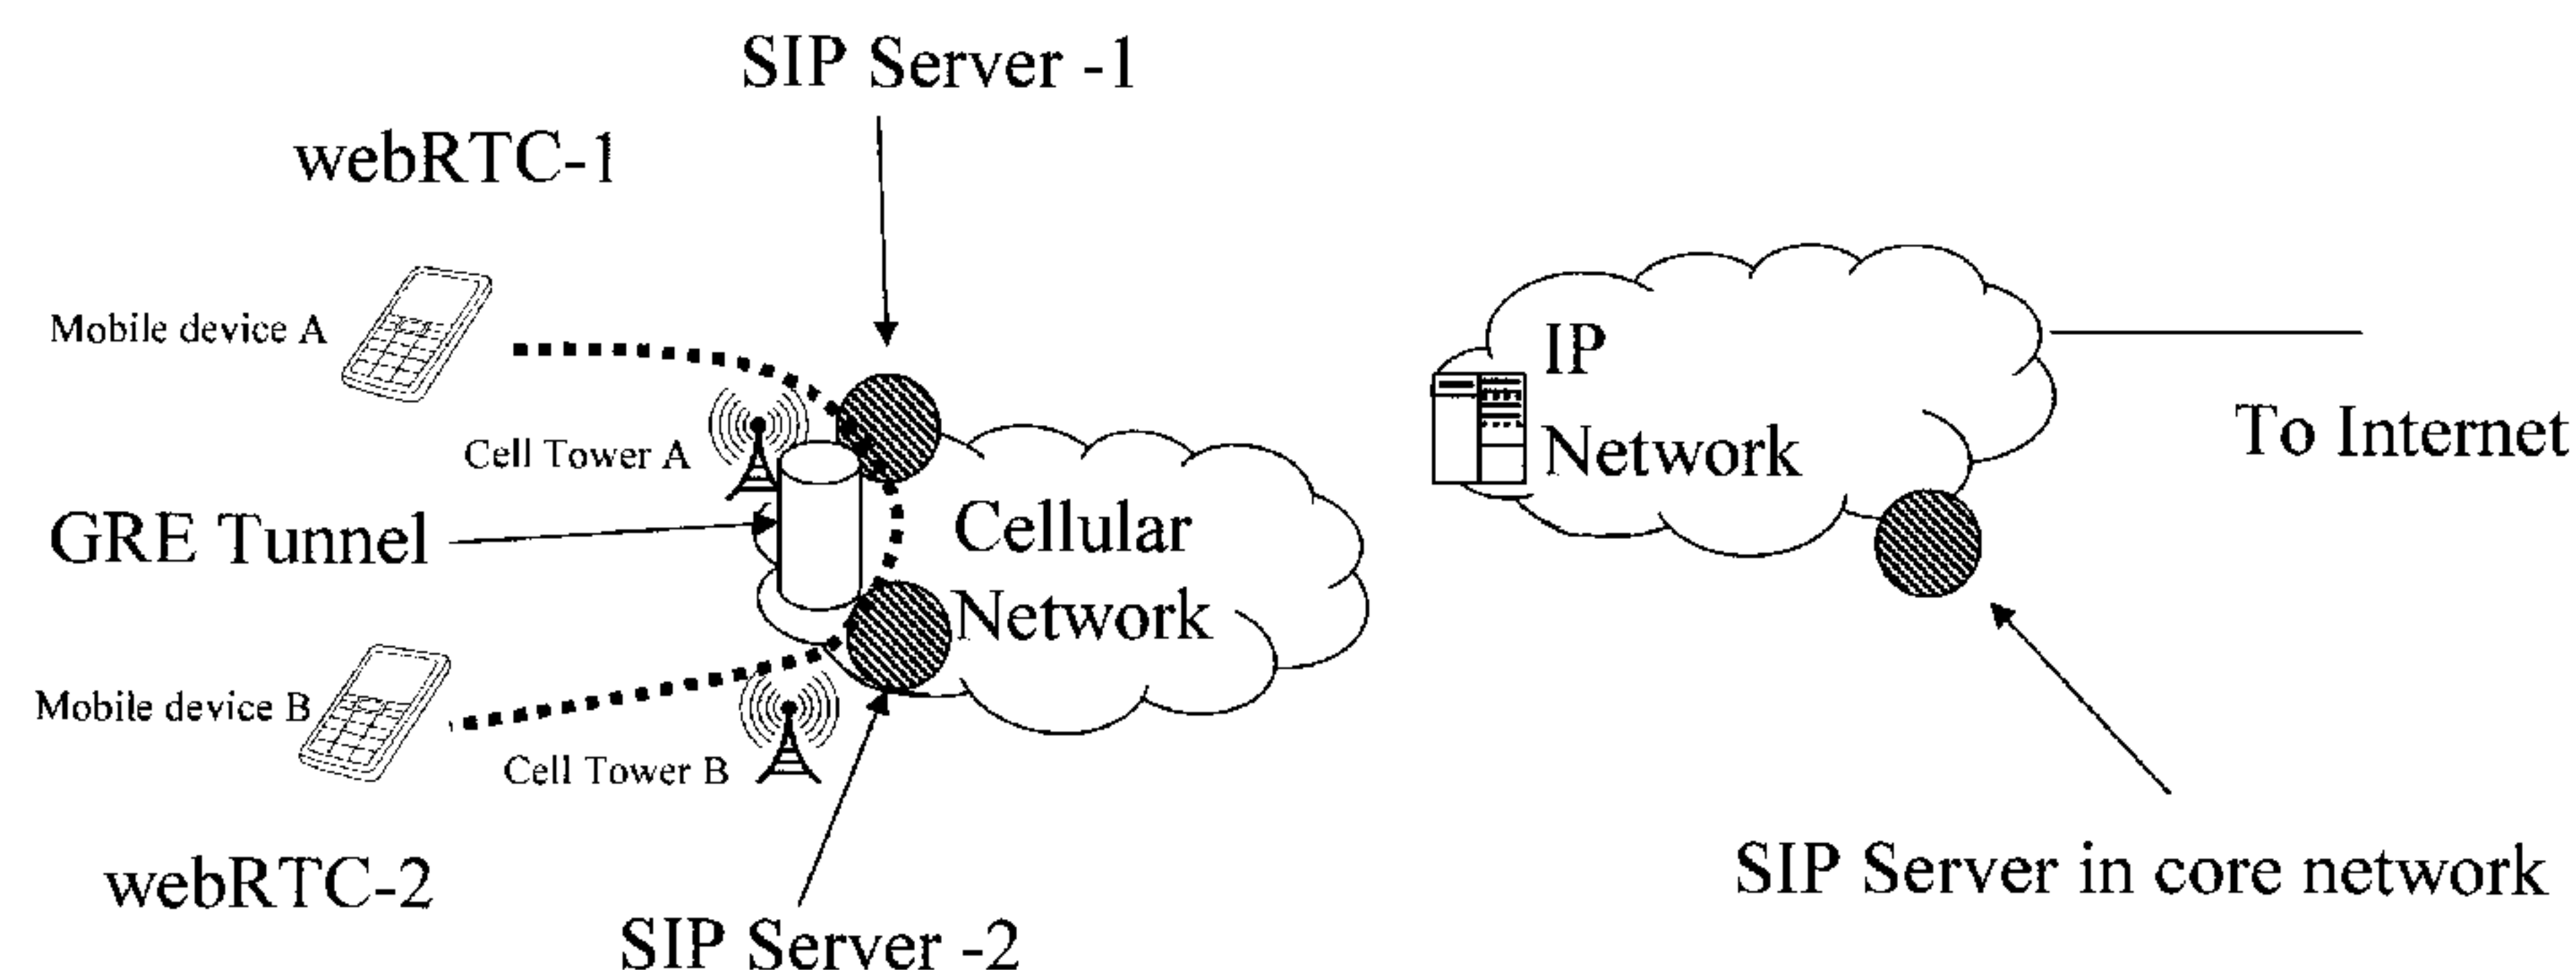 SIP Server -1
webRTC-1
Mobile device A
Cell Tower A
GRE Tunnel
Cellular
Network
Mobile device B
Cell Tower B
webRTC-2
SIP Server -2
IP
Network
To Internet
SIP Server in core network